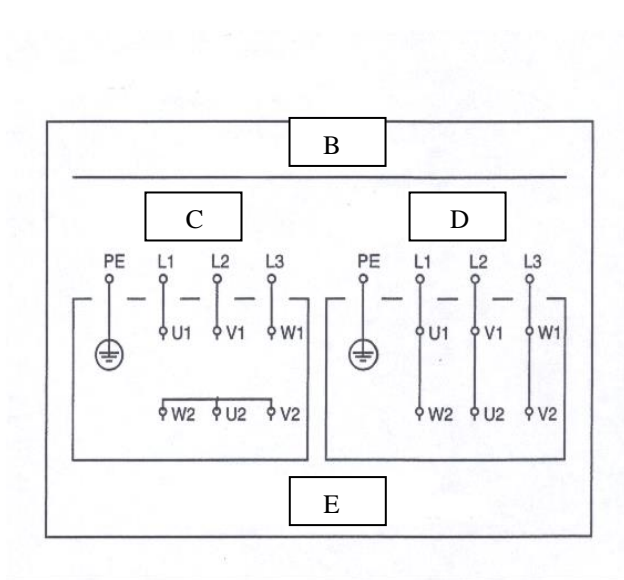 B
C D
PE L1 L2 L3 PE L1 L2 L3
U1 V1 W1 U1 V1 W1
W2 U2 V2 W2 U2 V2
E